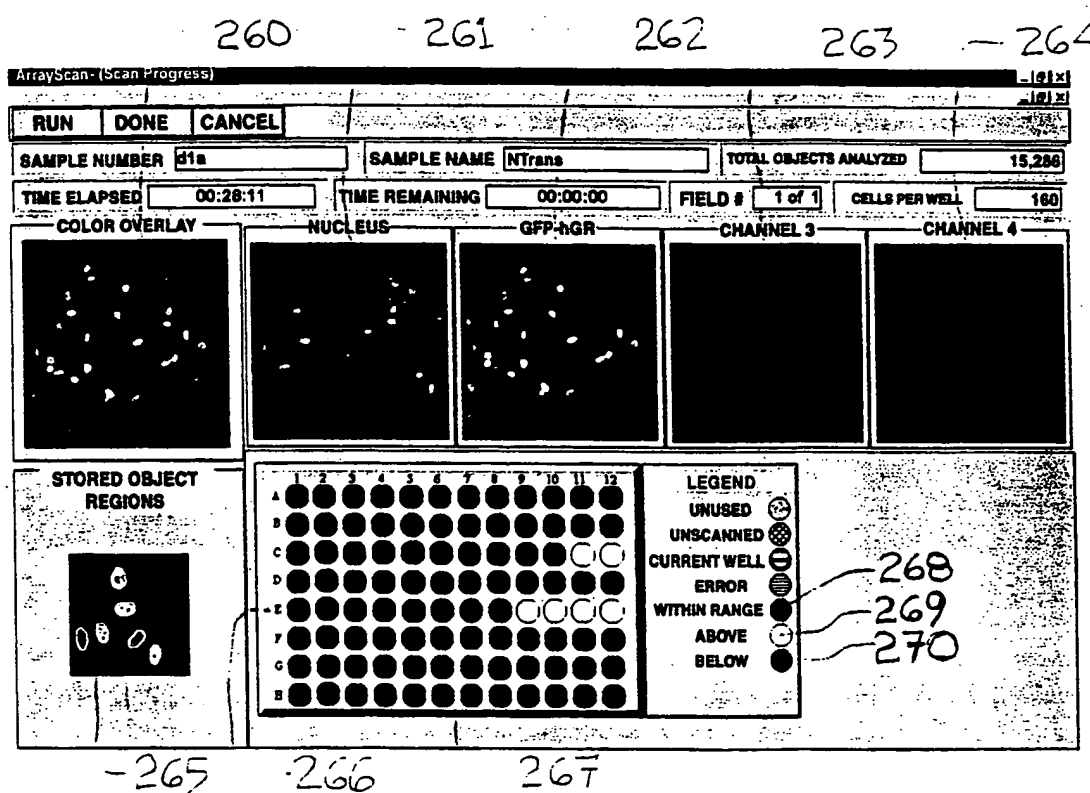 260 261 262 263 264
ArrayScan- (Scan Progress)
RUN DONE CANCEL
SAMPLE NUMBER d1a SAMPLE NAME NTrans TOTAL OBJECTS ANALYZED 15,286
TIME ELAPSED 00:28:11 TIME REMAINING 00:00:00 FIELD # 1 of 1 CELLS PER WELL 160
COLOR OVERLAY NUCLEUS GFP-hGR CHANNEL 3 CHANNEL 4
STORED OBJECT
REGIONS
1 2 3 4 5 6 7 8 9 10 11 12
A
B
C
D
E
F
G
H
LEGEND
UNUSED
UNSCANNED
CURRENT WELL
ERROR
WITHIN RANGE 268
ABOVE 269
BELOW 270
265 266 267